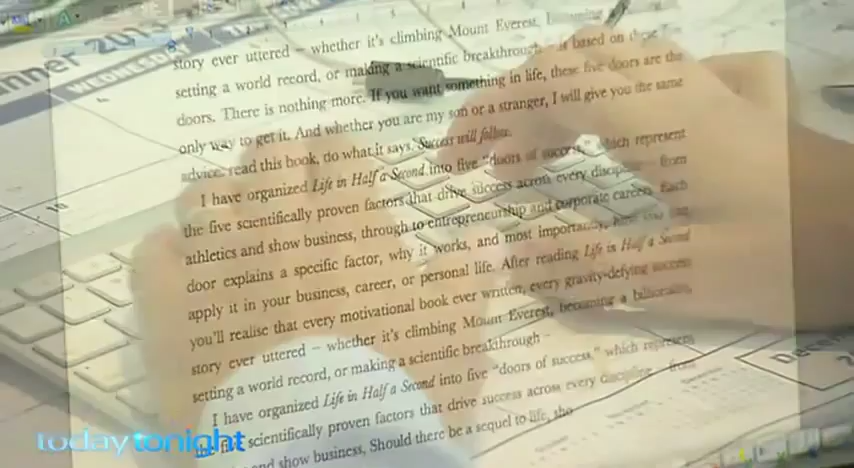 nner 2013
WEDNESDAY
8
story ever uttered – whether it's climbing Mount Everest,
setting a world record, or making a scientific breakthrough based on
doors. There is nothing more. If you want something in life, these five doors are the
only way to get it. And whether you are my son or a stranger, I will give you the same
advice: read this book, do what it says. Success will follow.
I have organized Life in Half a Second into five "doors of success," which represent
the five scientifically proven factors that drive success across every discipline – from
athletics and show business, through to entrepreneurship and corporate careers. Each
door explains a specific factor, why it works, and most importantly,
apply it in your business, career, or personal life. After reading Life in Half a Second
you'll realise that every motivational book ever written, every gravity-defying success
story ever uttered – whether it's climbing Mount Everest, becoming a billionaire,
setting a world record, or making a scientific breakthrough –
I have organized Life in Half a Second into five "doors of success," which represent
the five scientifically proven factors that drive success across every discipline – from
and show business, Should there be a sequel to life, sho
todaytonight